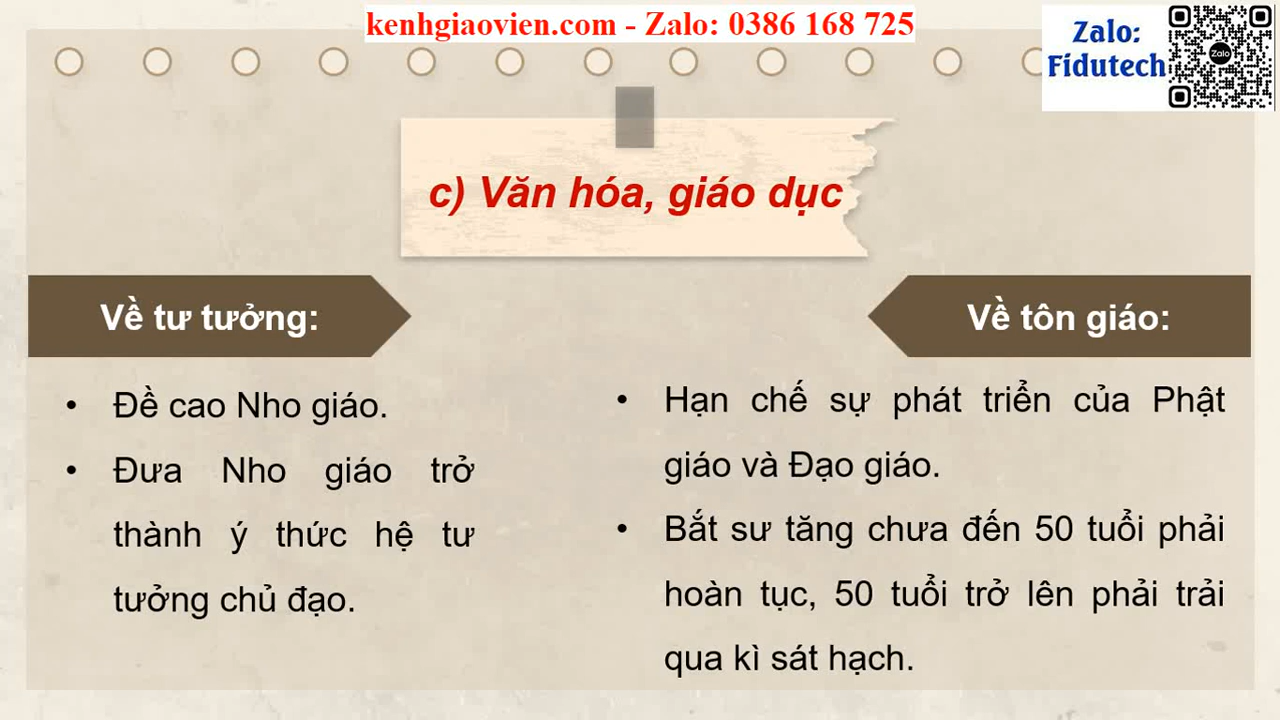 kenhgiaovien.com - Zalo: 0386 168 725
Zalo:
Fidutech
Zalo
c) Văn hóa, giáo dục
Về tư tưởng:
• Đề cao Nho giáo.
• Đưa Nho giáo trở
thành ý thức hệ tư
tưởng chủ đạo.
Về tôn giáo:
• Hạn chế sự phát triển của Phật
giáo và Đạo giáo.
• Bắt sư tăng chưa đến 50 tuổi phải
hoàn tục, 50 tuổi trở lên phải trải
qua kì sát hạch.